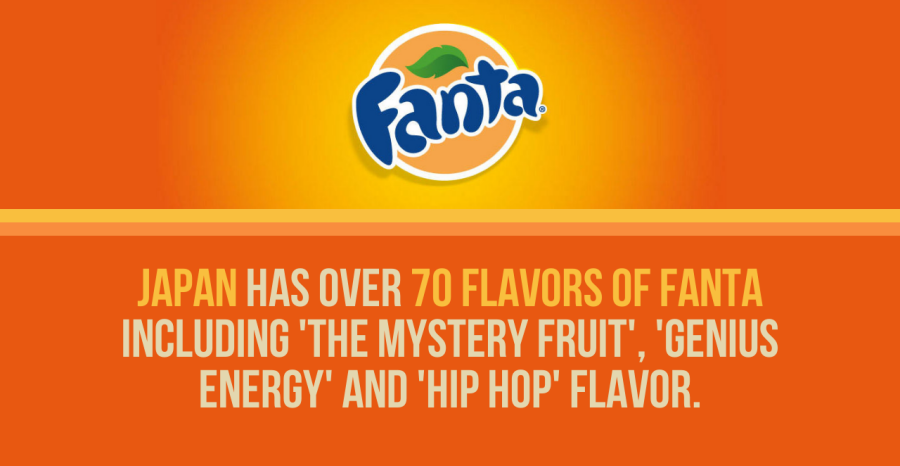 Fanta®
JAPAN HAS OVER 70 FLAVORS OF FANTA
INCLUDING 'THE MYSTERY FRUIT', 'GENIUS
ENERGY' AND 'HIP HOP' FLAVOR.